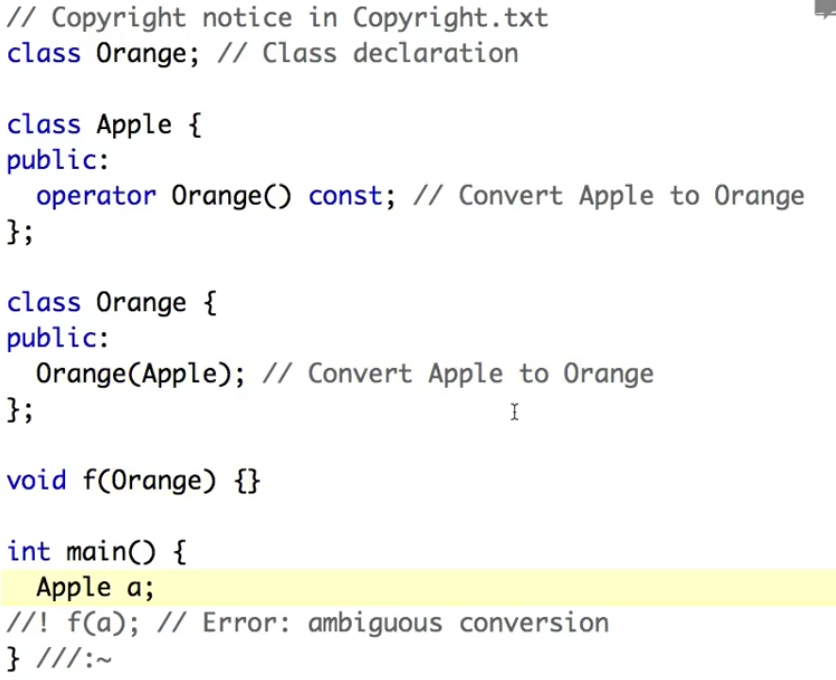 // Copyright notice in Copyright.txt
class Orange; // Class declaration
class Apple {
public:
  operator Orange() const; // Convert Apple to Orange
};
class Orange {
public:
  Orange(Apple); // Convert Apple to Orange
};
void f(Orange) {}
int main() {
  Apple a;
//! f(a); // Error: ambiguous conversion
} ///:~